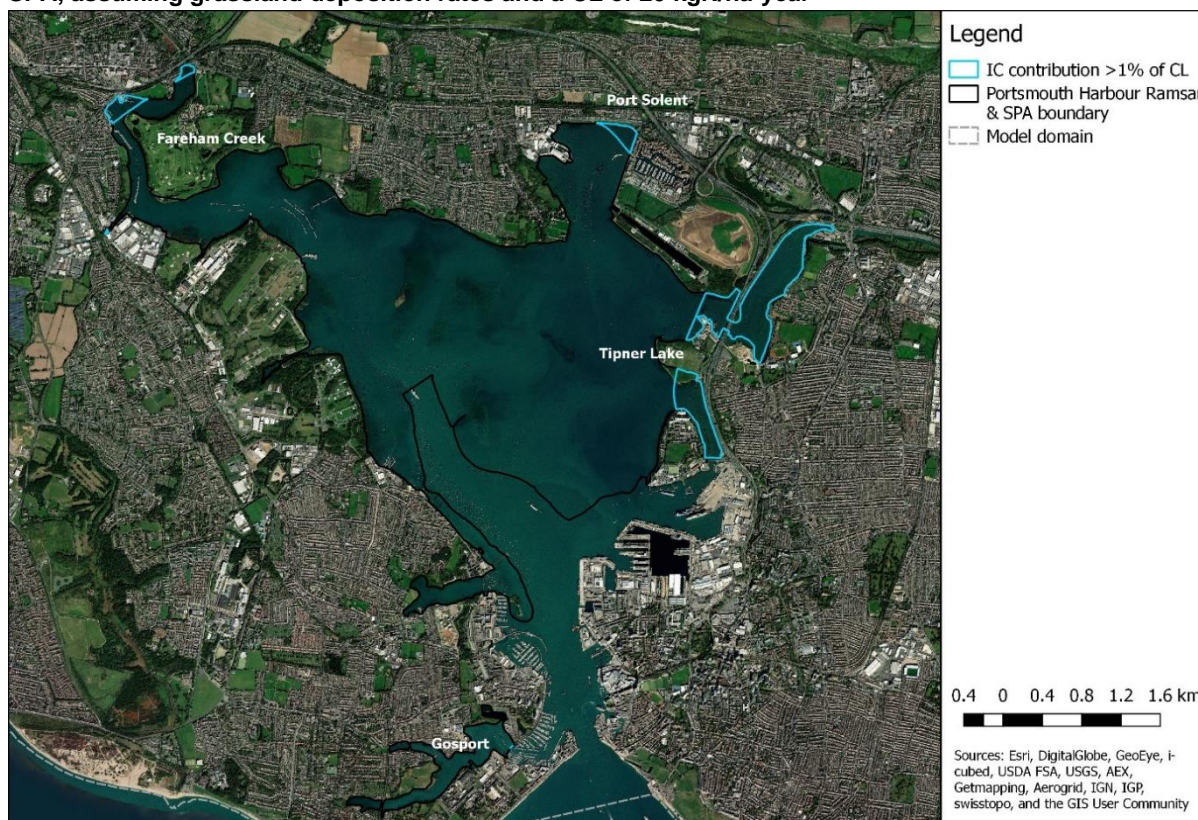 SPA, assuming grassland deposition rates and a CL of 20 kgN/ha-year
Legend
IC contribution >1% of CL
Portsmouth Harbour Ramsar
& SPA boundary
Model domain
Port Solent
Fareham Creek
Tipner Lake
Gosport
0.4 0 0.4 0.8 1.2 1.6 km
Sources: Esri, DigitalGlobe, GeoEye, i-
cubed, USDA FSA, USGS, AEX,
Getmapping, Aerogrid, IGN, IGP,
swisstopo, and the GIS User Community